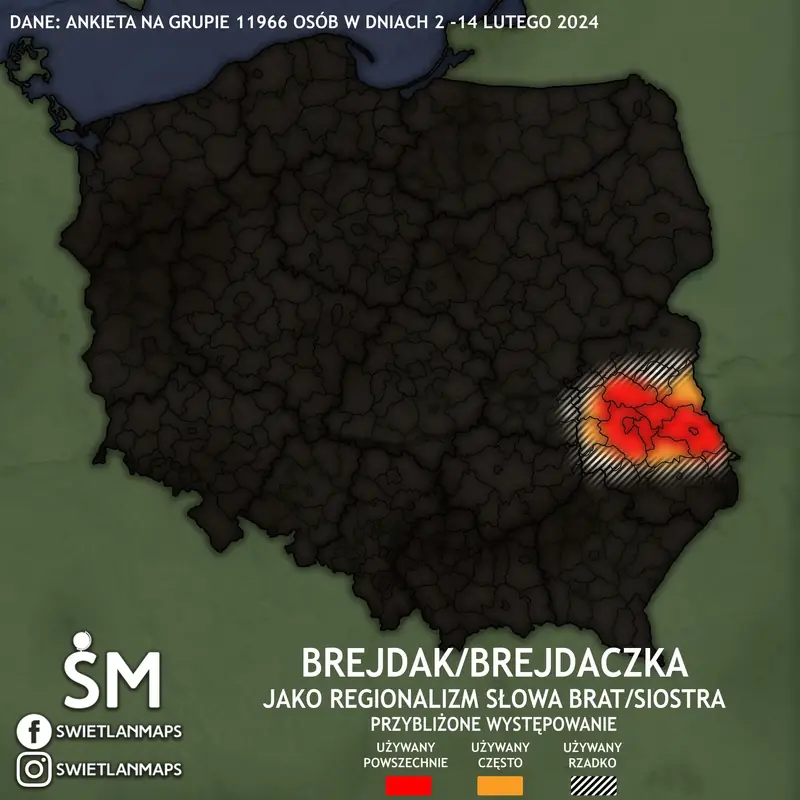 DANE: ANKIETA NA GRUPIE 11966 OSÓB W DNIACH 2 -14 LUTEGO 2024
ŚM
SWIETLANMAPS
SWIETLANMAPS
BREJDAK/BREJDACZKA
JAKO REGIONALIZM SŁOWA BRAT/SIOSTRA
PRZYBLIŻONE WYSTĘPOWANIE
UŻYWANY
POWSZECHNIE
UŻYWANY
CZĘSTO
UŻYWANY
RZADKO